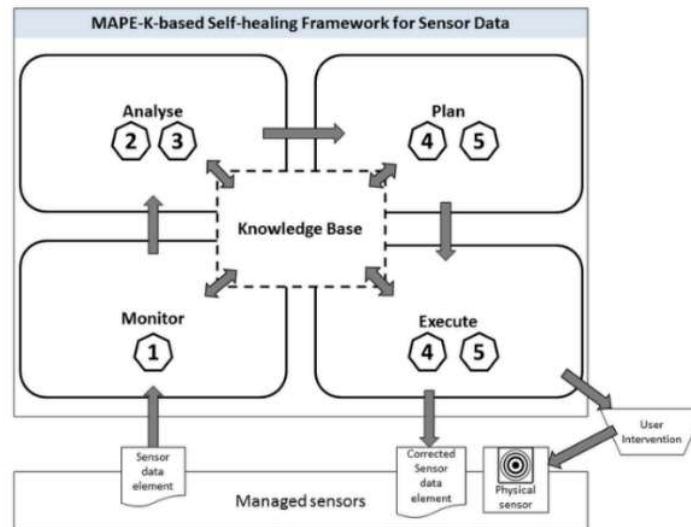 MAPE-K-based Self-healing Framework for Sensor Data
Analyse
2 3
Plan
4 5
Knowledge Base
Monitor
1
Execute
4 5
Sensor
data
element
Managed sensors
Corrected
Sensor
data
element
Physical
sensor
User
Intervention